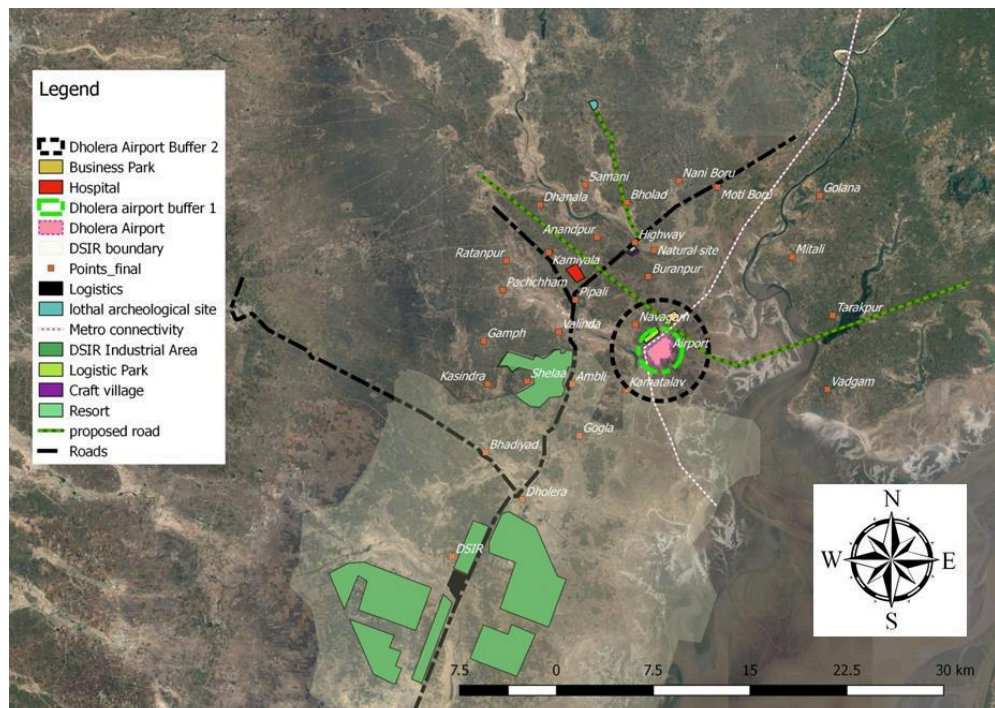 Legend
Dholera Airport Buffer 2
Business Park
Hospital
Dholera airport buffer 1
Dholera Airport
DSIR boundary
Points_final
Logistics
lothal archeological site
Metro connectivity
DSIR Industrial Area
Logistic Park
Craft village
Resort
proposed road
Roads
Samani
Nani Boru
Dhanala
Bholad
Moti Boru
Golana
Anandpur
Highway
Ratanpur
Kamiyala
Natural site
Mitali
Pachchham
Buranpur
Pipali
Tarakpur
Valinda
Navagam
Gamph
Airport
Kasindra
Shelaa
Ambli
Kamatalav
Vadgam
Gogla
Bhadiyad
Dholera
DSIR
N
W
E
S
7.5 0 7.5 15 22.5 30 km